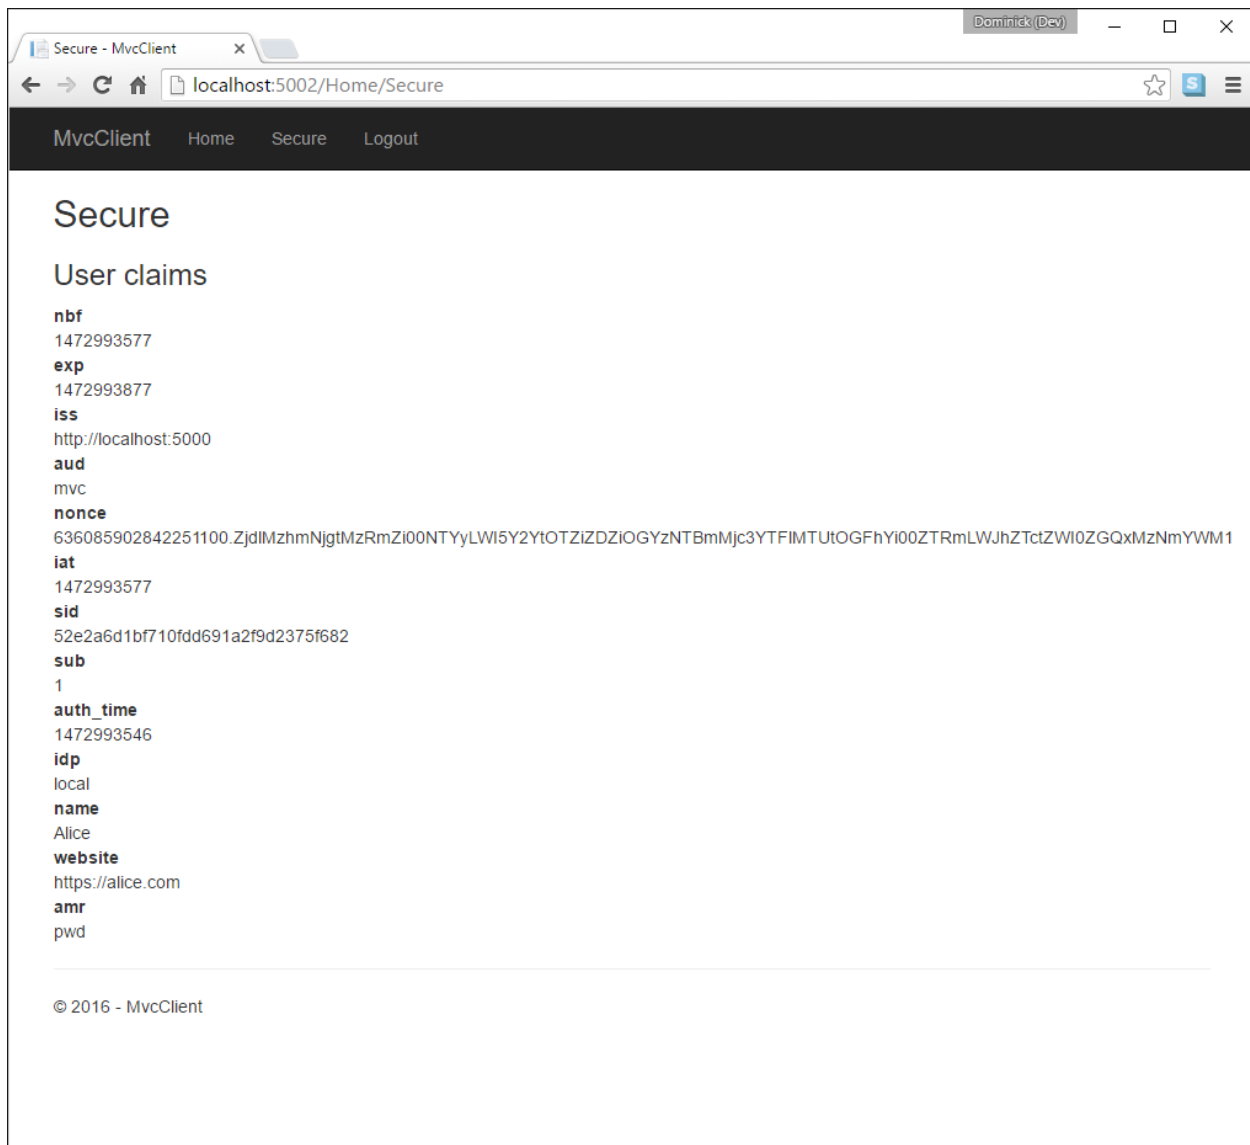 Dominick (Dev)
Secure - MvcClient
localhost:5002/Home/Secure
S
MvcClient Home Secure Logout
Secure
User claims
nbf
1472993577
exp
1472993877
iss
http://localhost:5000
aud
mvc
nonce
636085902842251100.ZjdlMzhmNjgtMzRmZi00NTYyLWI5Y2YtOTZiZDZiOGYzNTBmMjc3YTFlMTUtOGFhYi00ZTRmLWJhZTctZWI0ZGQxMzNmYWM1
iat
1472993577
sid
52e2a6d1bf710fdd691a2f9d2375f682
sub
1
auth_time
1472993546
idp
local
name
Alice
website
https://alice.com
amr
pwd
© 2016 - MvcClient